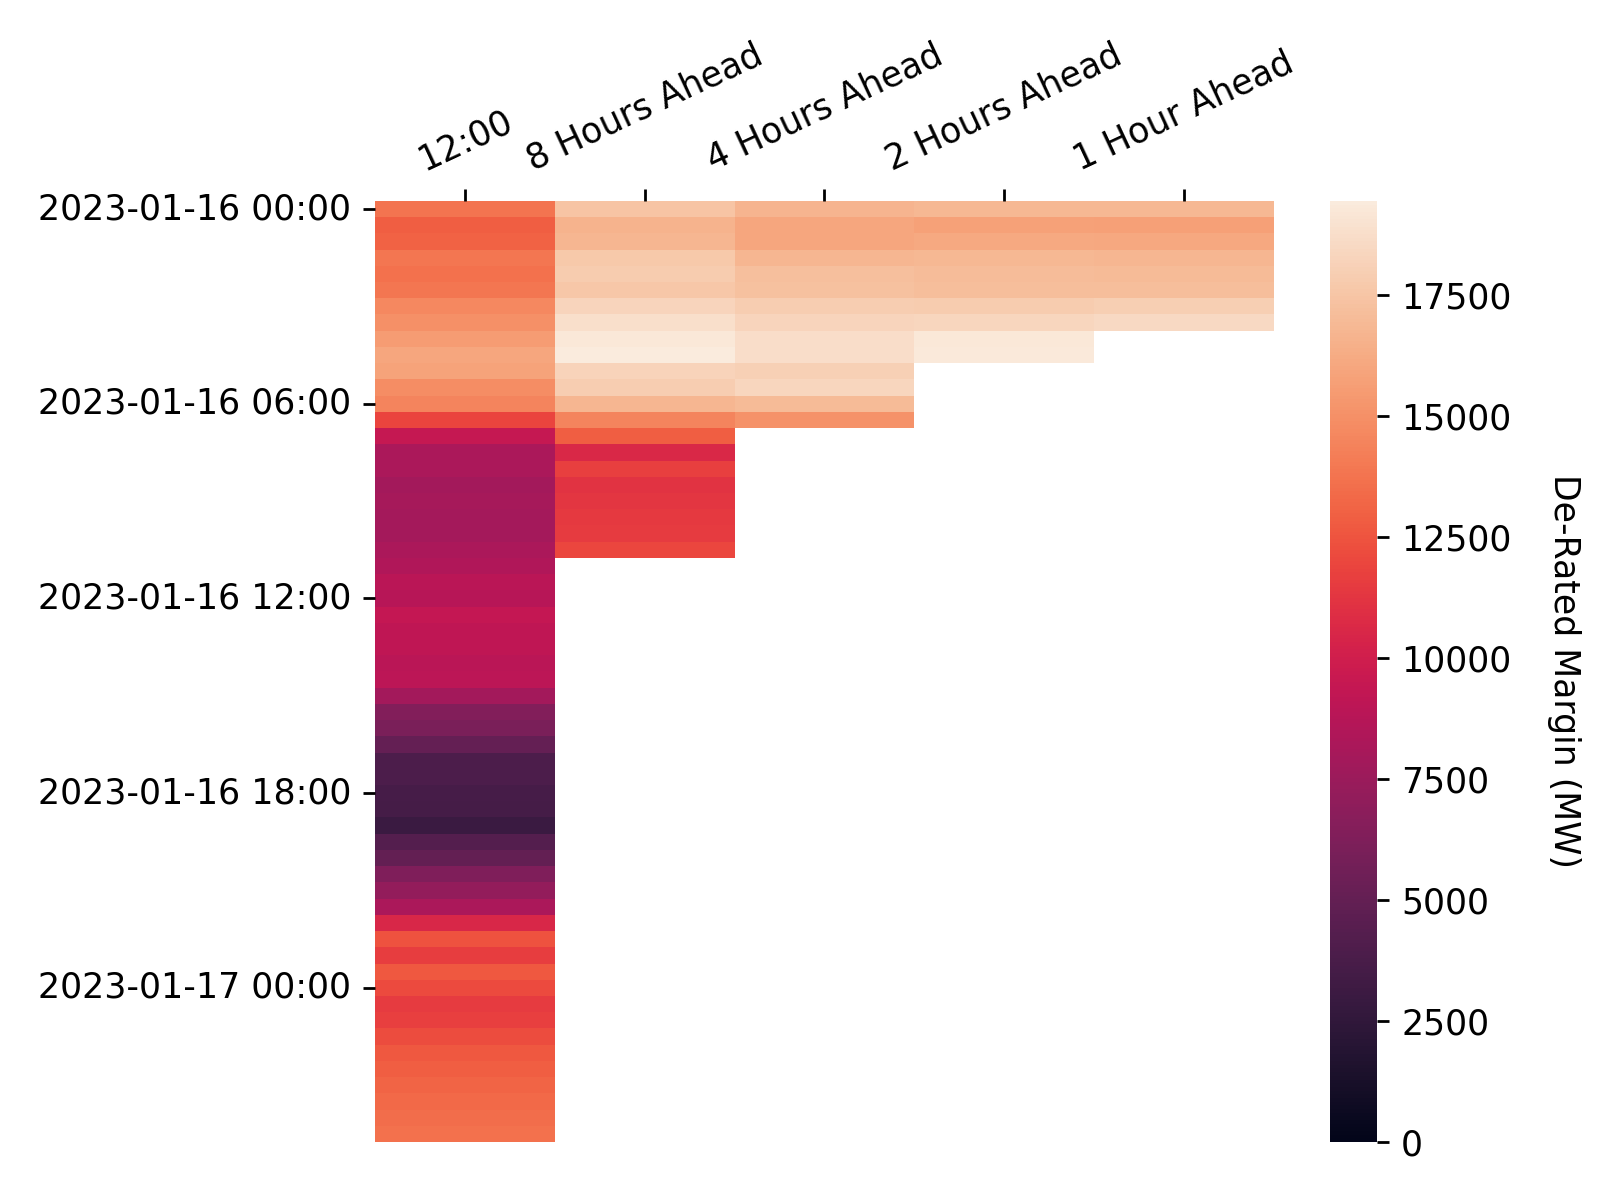 12:00
8 Hours Ahead
4 Hours Ahead
2 Hours Ahead
1 Hour Ahead
2023-01-16 00:00
2023-01-16 06:00
2023-01-16 12:00
2023-01-16 18:00
2023-01-17 00:00
17500
15000
12500
10000
7500
5000
2500
0
De-Rated Margin (MW)